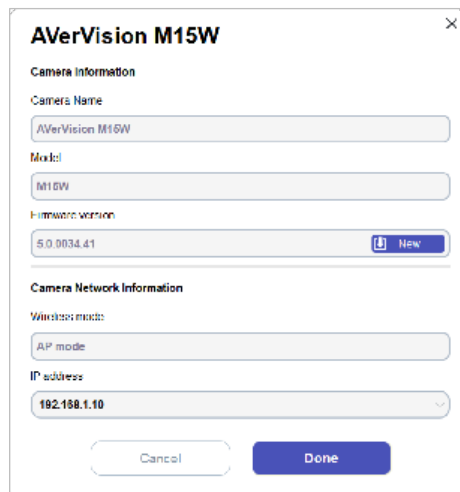 AVerVision M15W
Camera Information
Camera Name
AVerVision M15W
Model
M15W
Firmware version
5.0.0034.41
New
Camera Network Information
Wireless mode
AP mode
IP address
192.168.1.10
Cancel
Done